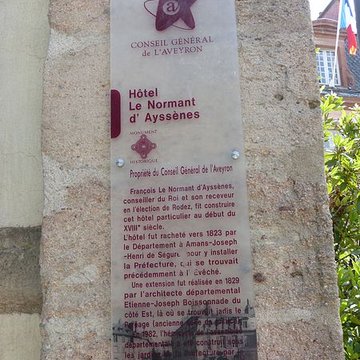 a
CONSEIL GÉNÉRAL
DE L'AVEYRON
Hôtel
Le Normant
d' Ayssènes
MONUMENT
HISTORIQUE
Propriété du Conseil Général de l'Aveyron
François Le Normant d'Ayssènes,
conseiller du Roi et son receveur
en l'élection de Rodez, fit construire
cet hôtel particulier au début du
XVIIIe siècle.
L'hôtel fut racheté vers 1823 par
le Département à Amans-Joseph
-Henri de Séguret pour y installer
la Préfecture, qui se trouvait
précédemment à l'Evêché.
Une extension fut réalisée en 1829
par l'architecte départemental
Etienne-Joseph Boissonnade du
côté Est, là où se trouvait jadis le
1982,